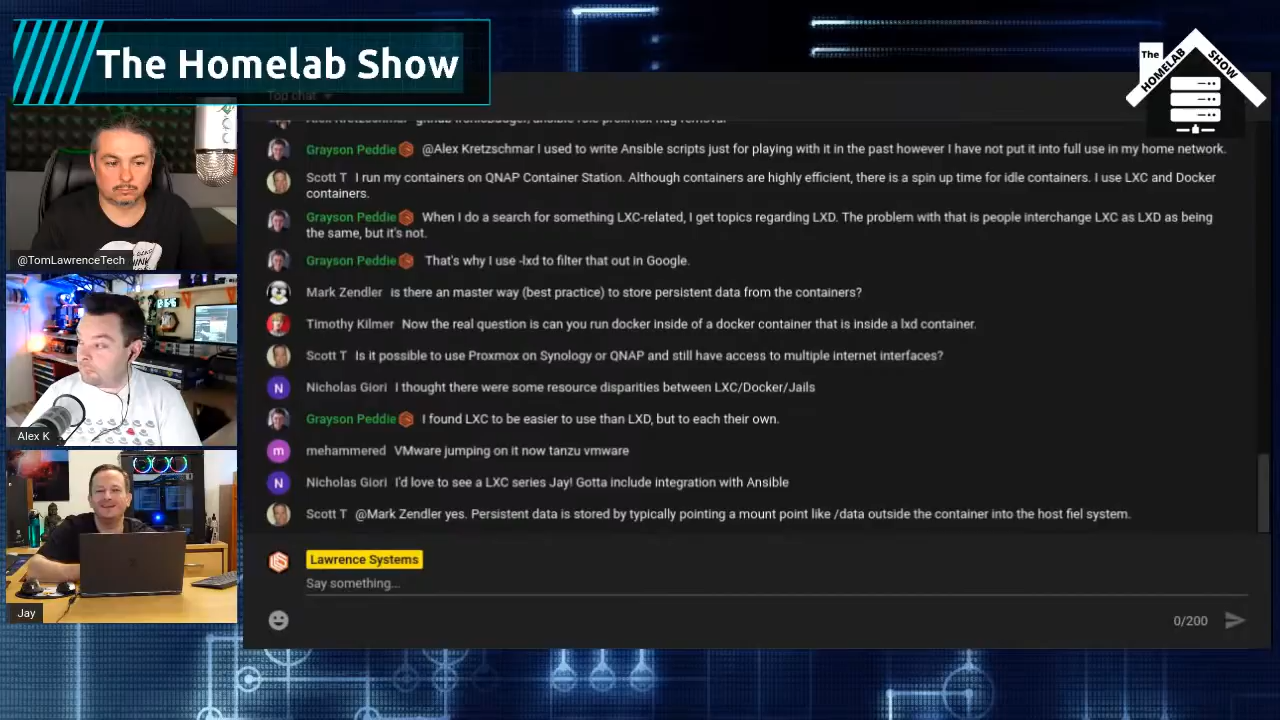 The Homelab Show
The
HOMELAB
SHOW
Top chat
Grayson Peddie @Alex Kretzschmar I used to write Ansible scripts just for playing with it in the past however I have not put it into full use in my home network.
Scott T I run my containers on QNAP Container Station. Although containers are highly efficient, there is a spin up time for idle containers. I use LXC and Docker
containers.
Grayson Peddie When I do a search for something LXC-related, I get topics regarding LXD. The problem with that is people interchange LXC as LXD as being
the same, but it's not.
Grayson Peddie That's why I use -lxd to filter that out in Google.
Mark Zendler is there an master way (best practice) to store persistent data from the containers?
Timothy Kilmer Now the real question is can you run docker inside of a docker container that is inside a lxd container.
Scott T Is it possible to use Proxmox on Synology or QNAP and still have access to multiple internet interfaces?
N Nicholas Giori I thought there were some resource disparities between LXC/Docker/Jails
Grayson Peddie I found LXC to be easier to use than LXD, but to each their own.
m mehammered VMware jumping on it now tanzu vmware
N Nicholas Giori I'd love to see a LXC series Jay! Gotta include integration with Ansible
Scott T @Mark Zendler yes. Persistent data is stored by typically pointing a mount point like /data outside the container into the host fiel system.
Lawrence Systems
Say something...
0/200
@TomLawrenceTech
Alex K
Jay